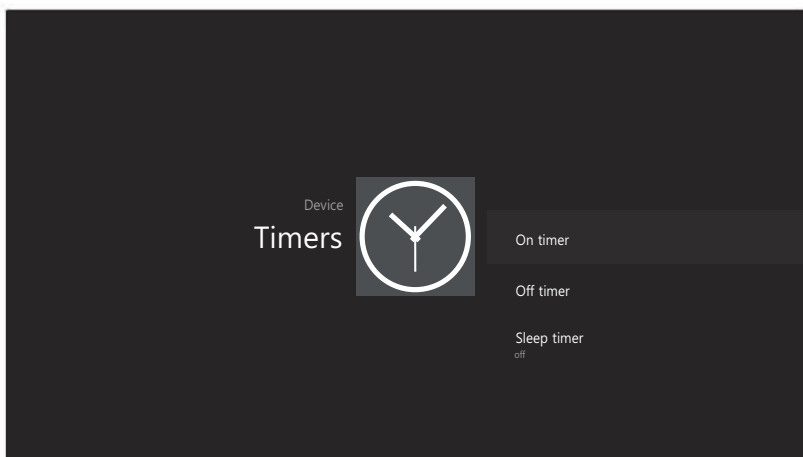 Device
Timers
On timer
Off timer
Sleep timer
off